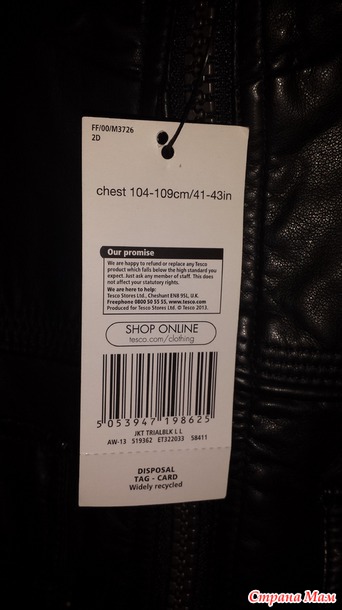 FF/00/M3726
2D
chest 104-109cm/41-43in
Our promise
We are happy to refund or replace any Tesco
product which falls below the high standard you
expect. Just ask any member of staff. This does
not affect your statutory rights.
We are here to help:
Tesco Stores Ltd., Cheshunt EN8 9SL, U.K.
Freephone 0800 50 55 55, www.tesco.com
Produced for Tesco Stores Ltd. © Tesco 2013.
SHOP ONLINE
tesco.com/clothing
5 053947 198625
JKT TRIALBLK L L
AW-13 519362 ET322033 58411
DISPOSAL
TAG - CARD
Widely recycled
Страна Мам